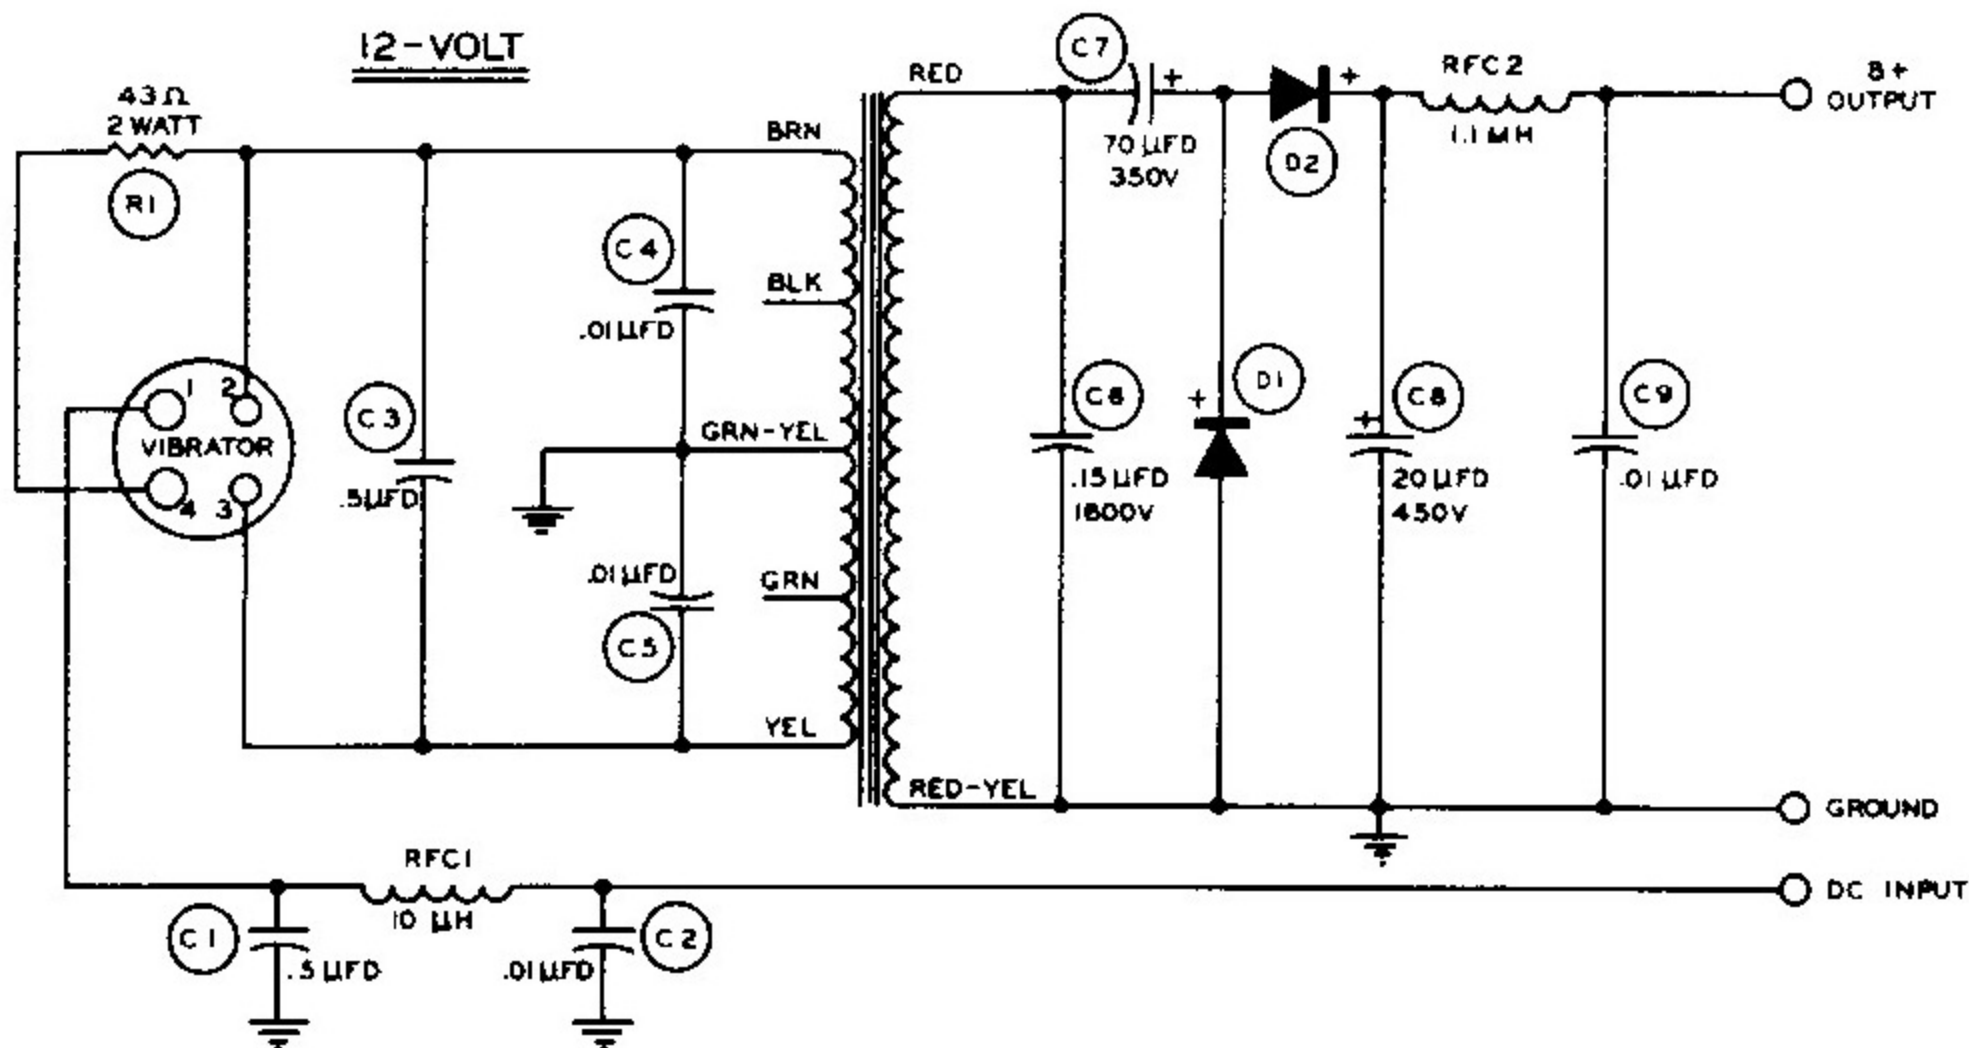 12-VOLT
43Ω
2 WATT
R1
BRN
C4
.01µFD
BLK
VIBRATOR
1
2
3
4
C3
.5µFD
GRN-YEL
.01µFD
C5
GRN
YEL
RED
C7
+
70µFD
350V
D2
+
RFC2
1.1MH
B+
OUTPUT
C6
.15µFD
1600V
D1
+
C8
+
20µFD
450V
C9
.01µFD
RED-YEL
GROUND
RFC1
10 µH
DC INPUT
C1
.5µFD
C2
.01µFD